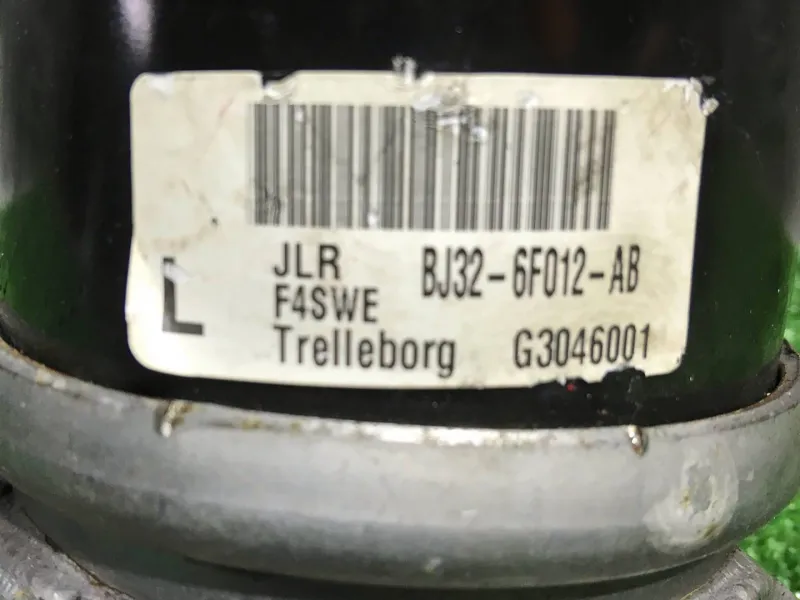 JLR BJ32-6F012-AB
L F4SWE
Trelleborg G3046001